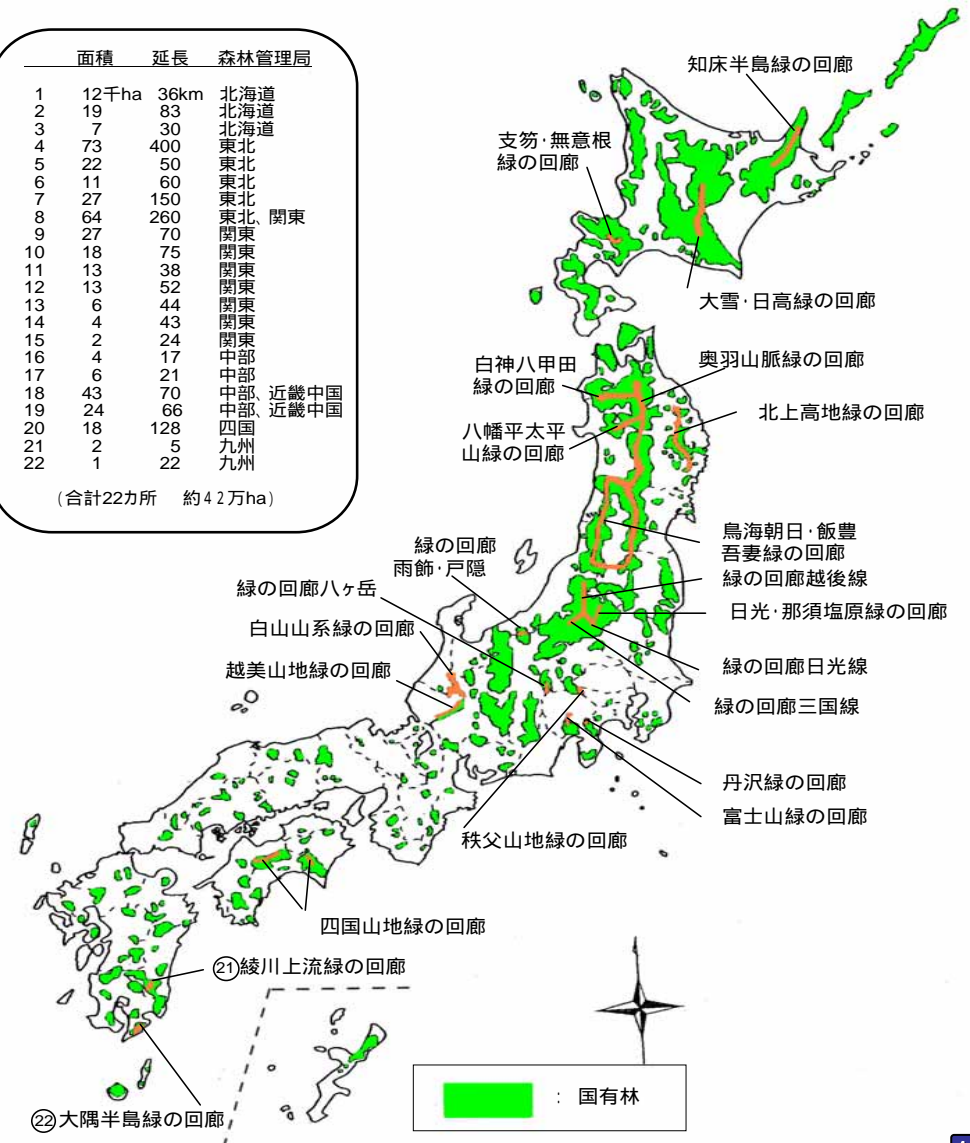 面積 延長 森林管理局
1 12千ha 36km 北海道
2 19 83 北海道
3 7 30 北海道
4 73 400 東北
5 22 50 東北
6 11 60 東北
7 27 150 東北
8 64 260 東北、関東
9 27 70 関東
10 18 75 関東
11 13 38 関東
12 13 52 関東
13 6 44 関東
14 4 43 関東
15 2 24 関東
16 4 17 中部
17 6 21 中部
18 43 70 中部、近畿中国
19 24 66 中部、近畿中国
20 18 128 四国
21 2 5 九州
22 1 22 九州
(合計22カ所 約42万ha)
知床半島緑の回廊
支笏・無意根
緑の回廊
大雪・日高緑の回廊
白神八甲田
緑の回廊
奥羽山脈緑の回廊
北上高地緑の回廊
八幡平太平
山緑の回廊
鳥海朝日・飯豊
吾妻緑の回廊
緑の回廊
雨飾・戸隠
緑の回廊越後線
緑の回廊八ヶ岳
日光・那須塩原緑の回廊
白山山系緑の回廊
緑の回廊日光線
越美山地緑の回廊
緑の回廊三国線
丹沢緑の回廊
富士山緑の回廊
秩父山地緑の回廊
四国山地緑の回廊
㉑綾川上流緑の回廊
㉒大隅半島緑の回廊
: 国有林